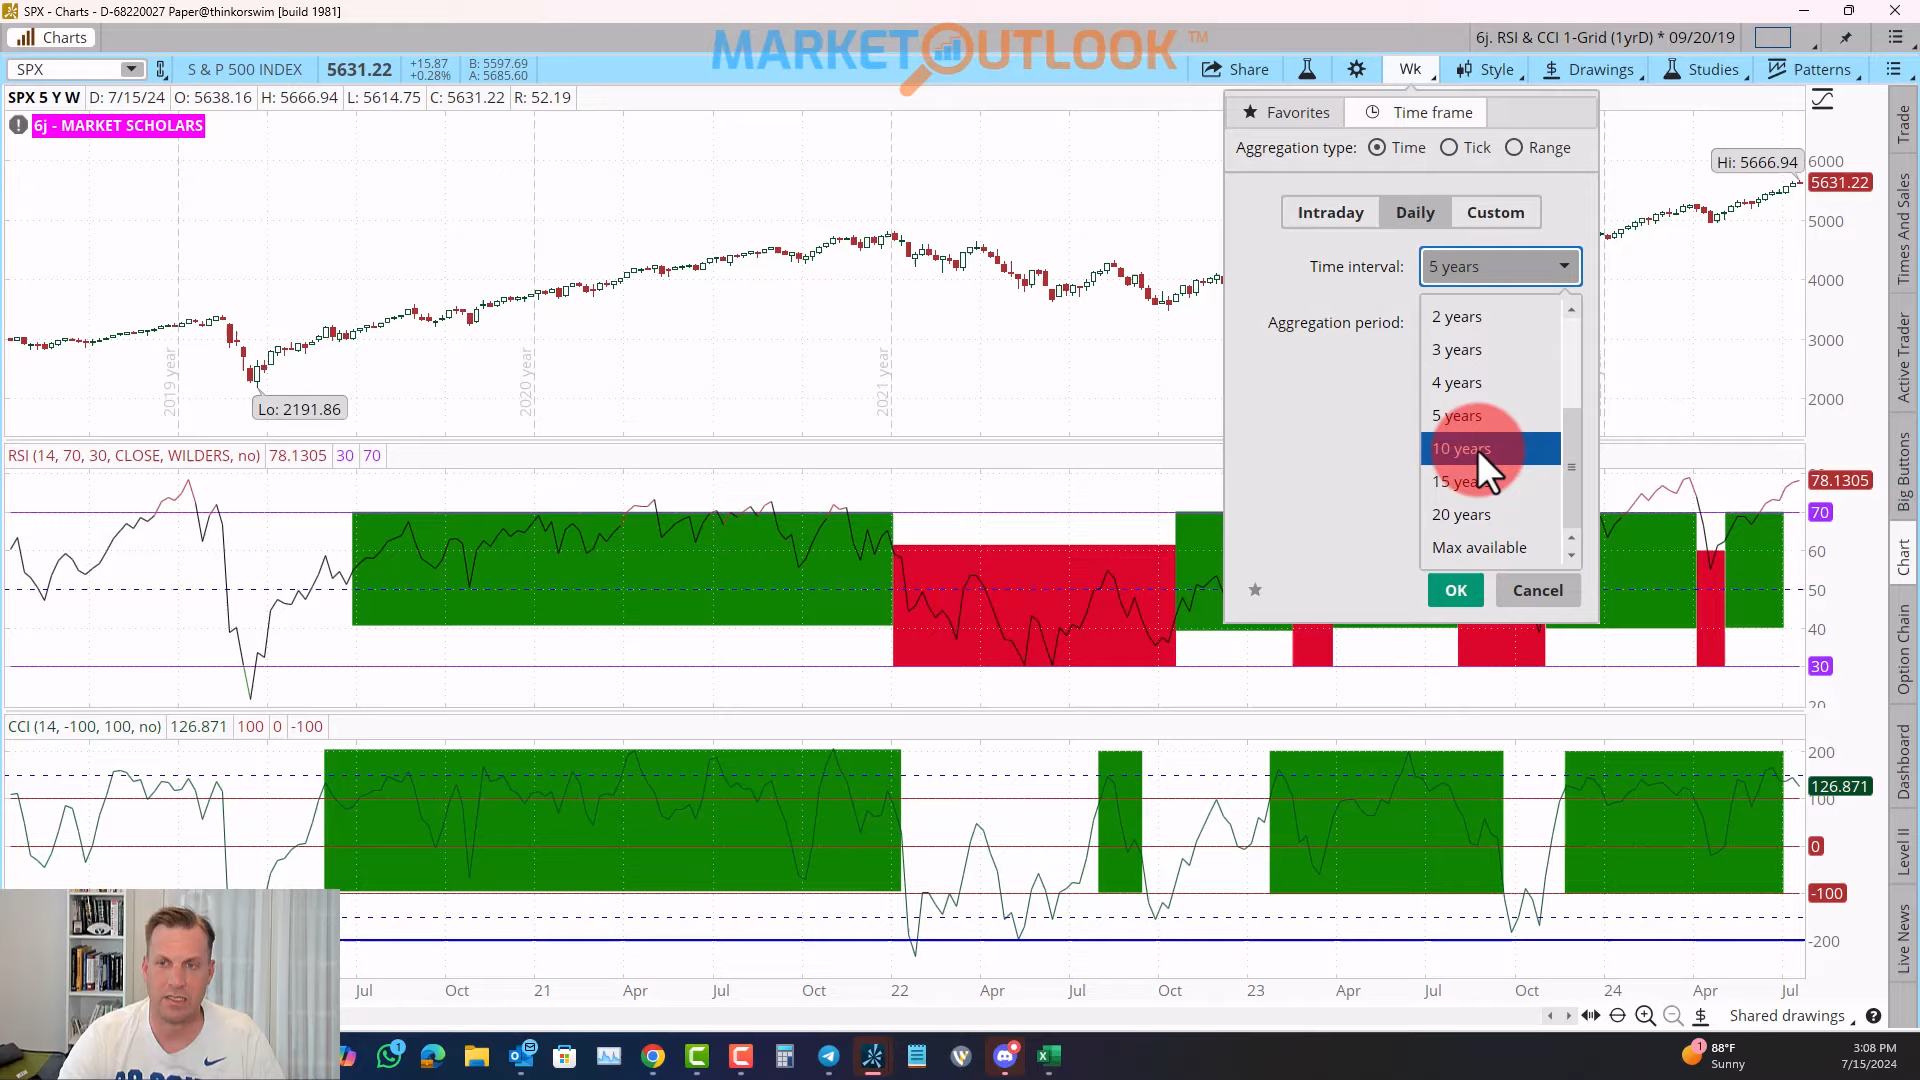 SPX - Charts - D-68220027 Paper@thinkorswim [build 1981]
Charts
MARKET OUTLOOK ™
6j. RSI & CCI 1-Grid (1yrD) * 09/20/19
SPX
S & P 500 INDEX
5631.22
+15.87
+0.28%
B: 5597.69
A: 5685.60
Share
Wk
Style
$ Drawings
Studies
Patterns
SPX 5 Y W D: 7/15/24 O: 5638.16 H: 5666.94 L: 5614.75 C: 5631.22 R: 52.19
6j - MARKET SCHOLARS
Favorites
Time frame
Aggregation type: Time Tick Range
Intraday Daily Custom
Time interval: 5 years
Aggregation period:
2 years
3 years
4 years
5 years
10 years
15 years
20 years
Max available
OK Cancel
Hi: 5666.94
6000
5631.22
5000
4000
3000
2000
2019 year
2020 year
2021 year
Lo: 2191.86
RSI (14, 70, 30, CLOSE, WILDERS, no) 78.1305 30 70
78.1305
70
60
50
40
30
20
CCI (14, -100, 100, no) 126.871 100 0 -100
200
126.871
100
0
-100
-200
Jul Oct 21 Apr Jul Oct 22 Apr Jul Oct 23 Apr Jul Oct 24 Apr Jul
Shared drawings
Trade
Times And Sales
Active Trader
Big Buttons
Chart
Option Chain
Dashboard
Level II
Live News
1
1
88°F
Sunny
3:08 PM
7/15/2024